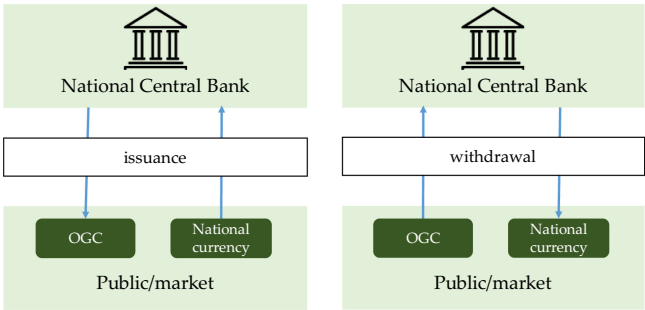 National Central Bank
issuance
OGC
National
currency
Public/market
National Central Bank
withdrawal
OGC
National
currency
Public/market